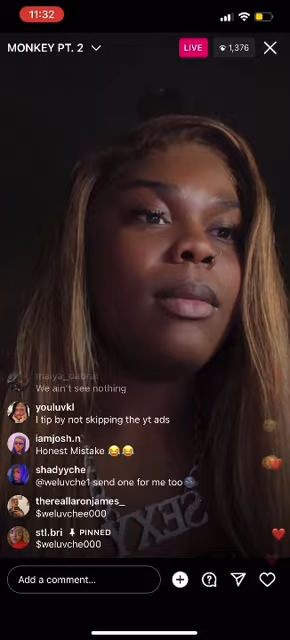 11:32
MONKEY PT. 2
LIVE
1,376
We ain't see nothing
youluvkl
I tip by not skipping the yt ads
iamjosh.n
Honest Mistake 😂😂
shadyyche
@weluvche1 send one for me too
thereallaronjames_
$weluvchee000
stl.bri PINNED
$weluvche000
SEXY
Add a comment...